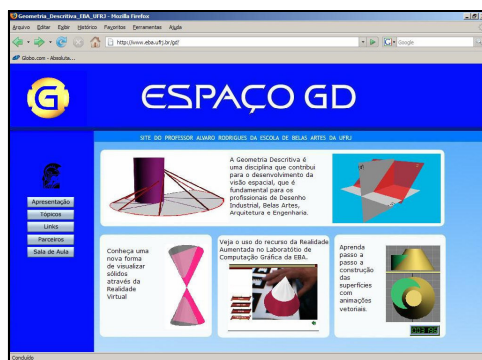 Geometria_Descritiva_EBA_UFRJ - Mozilla Firefox
Arquivo Editar Exibir Histórico Favoritos Ferramentas Ajuda
http://www.eba.ufrj.br/gd/
Google
Globo.com - Absoluta...
G
ESPAÇO GD
SITE DO PROFESSOR ALVARO RODRIGUES DA ESCOLA DE BELAS ARTES DA UFRJ
Apresentação
Tópicos
Links
Parceiros
Sala de Aula
A Geometria Descritiva é
uma disciplina que contribui
para o desenvolvimento da
visão espacial, que é
fundamental para os
profissionais de Desenho
Industrial, Belas Artes,
Arquitetura e Engenharia.
Conheça uma
nova forma
de visualizar
sólidos
através da
Realidade
Virtual
Veja o uso do recurso da Realidade
Aumentada no Laboratótio de
Computação Gráfica da EBA.
Aprenda
passo a
passo a
construção
das
superfícies
com
animações
vetoriais.
Concluído